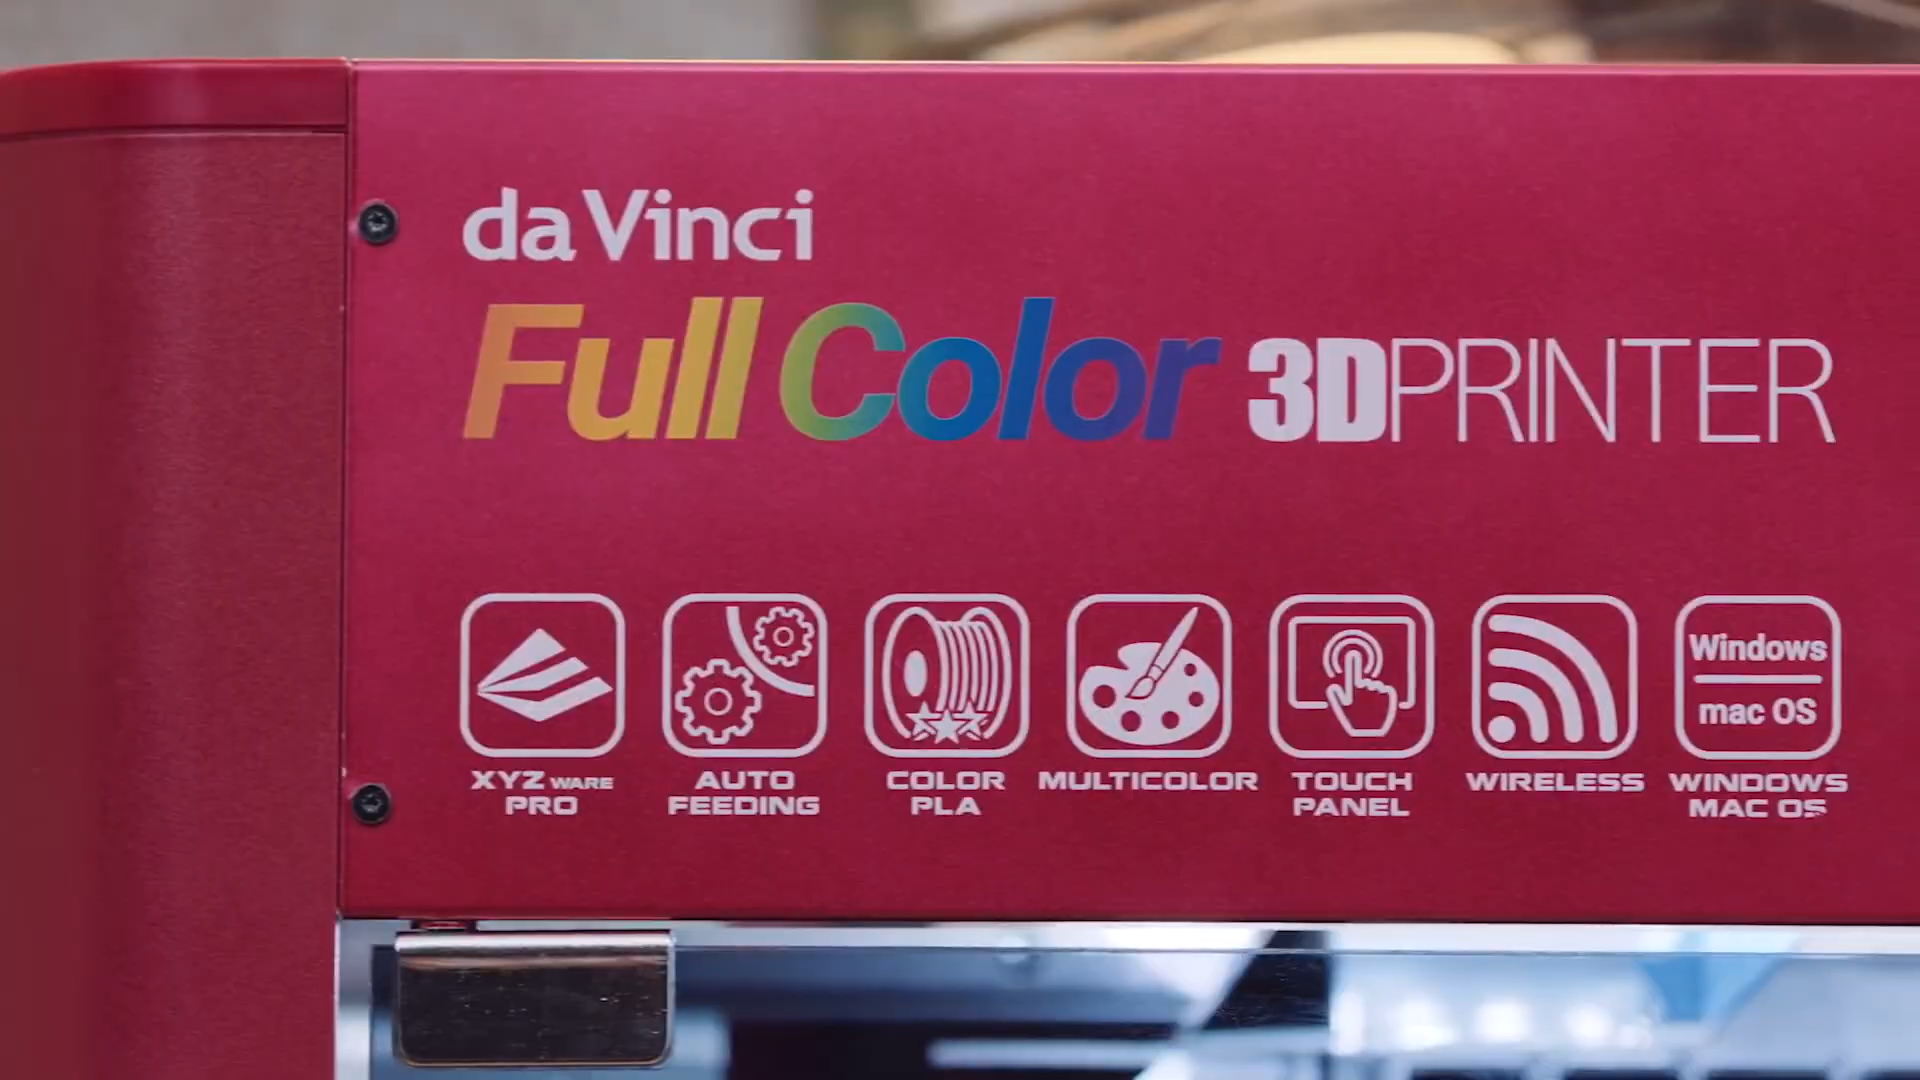 da Vinci
Full Color 3DPRINTER
Windows
mac OS
XYZ WARE PRO
AUTO FEEDING
COLOR PLA
MULTICOLOR
TOUCH PANEL
WIRELESS
WINDOWS MAC OS